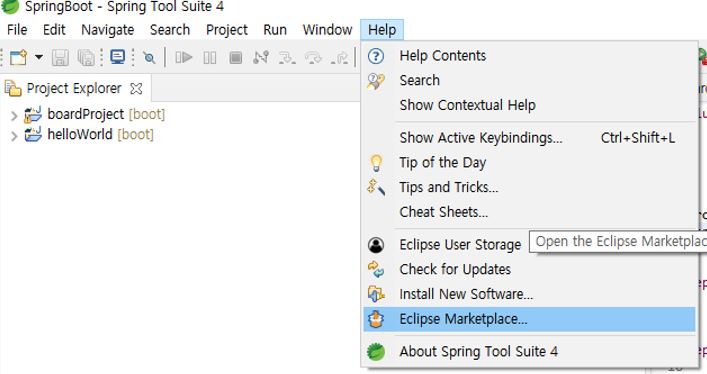 SpringBoot - Spring Tool Suite 4
File Edit Navigate Search Project Run Window Help
Project Explorer
boardProject [boot]
helloWorld [boot]
Help Contents
Search
Show Contextual Help
Show Active Keybindings... Ctrl+Shift+L
Tip of the Day
Tips and Tricks...
Cheat Sheets...
Eclipse User Storage
Open the Eclipse Marketplac
Check for Updates
Install New Software...
Eclipse Marketplace...
About Spring Tool Suite 4